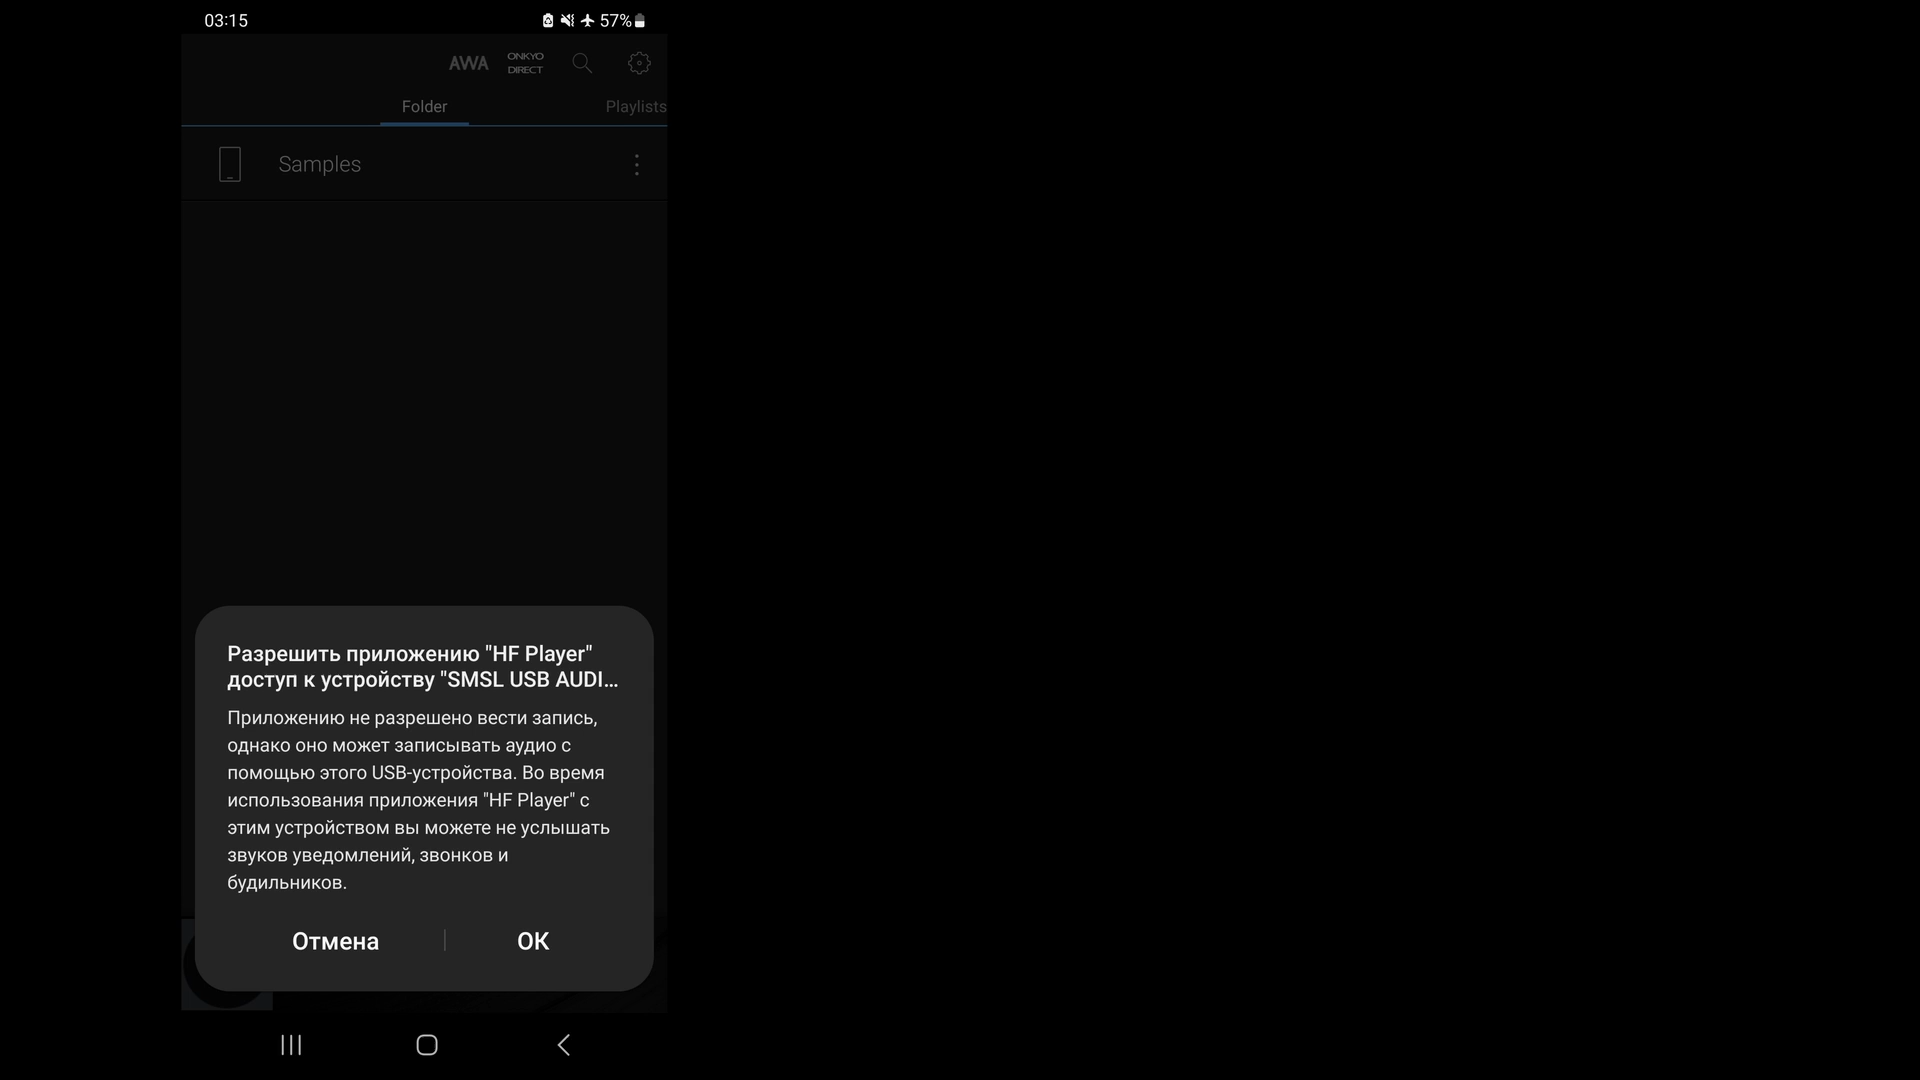 03:15
57%
AWA
ONKYO
DIRECT
Folder
Playlists
Samples
Разрешить приложению "HF Player"
доступ к устройству "SMSL USB AUDI...
Приложению не разрешено вести запись,
однако оно может записывать аудио с
помощью этого USB-устройства. Во время
использования приложения "HF Player" с
этим устройством вы можете не услышать
звуков уведомлений, звонков и
будильников.
Отмена
ОК